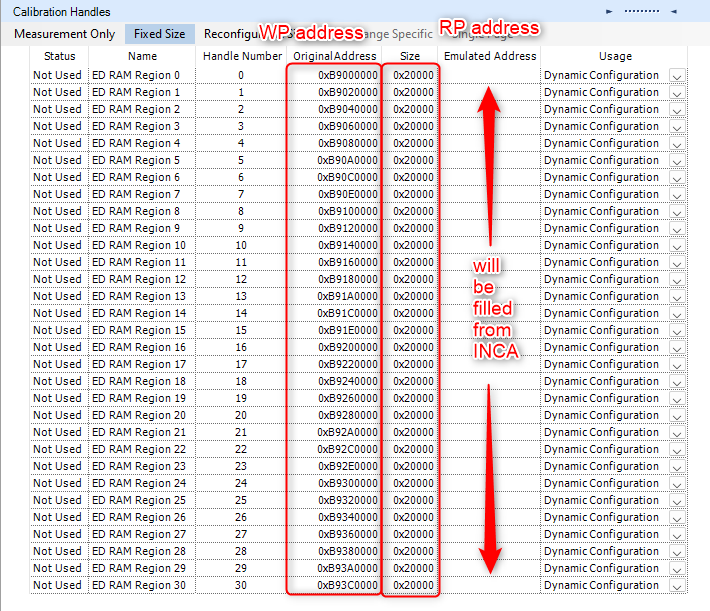 Calibration Handles
Measurement Only Fixed Size Reconfigu WP address ange Specific RP address
Status Name Handle Number OriginalAddress Size Emulated Address Usage
Not Used ED RAM Region 0 0 0xB9000000 0x20000 Dynamic Configuration
Not Used ED RAM Region 1 1 0xB9020000 0x20000 Dynamic Configuration
Not Used ED RAM Region 2 2 0xB9040000 0x20000 Dynamic Configuration
Not Used ED RAM Region 3 3 0xB9060000 0x20000 Dynamic Configuration
Not Used ED RAM Region 4 4 0xB9080000 0x20000 Dynamic Configuration
Not Used ED RAM Region 5 5 0xB90A0000 0x20000 Dynamic Configuration
Not Used ED RAM Region 6 6 0xB90C0000 0x20000 Dynamic Configuration
Not Used ED RAM Region 7 7 0xB90E0000 0x20000 Dynamic Configuration
Not Used ED RAM Region 8 8 0xB9100000 0x20000 Dynamic Configuration
Not Used ED RAM Region 9 9 0xB9120000 0x20000 Dynamic Configuration
Not Used ED RAM Region 10 10 0xB9140000 0x20000 Dynamic Configuration
Not Used ED RAM Region 11 11 0xB9160000 0x20000 will Dynamic Configuration
Not Used ED RAM Region 12 12 0xB9180000 0x20000 be Dynamic Configuration
Not Used ED RAM Region 13 13 0xB91A0000 0x20000 filled Dynamic Configuration
Not Used ED RAM Region 14 14 0xB91C0000 0x20000 Dynamic Configuration
Not Used ED RAM Region 15 15 0xB91E0000 0x20000 from Dynamic Configuration
Not Used ED RAM Region 16 16 0xB9200000 0x20000 INCA Dynamic Configuration
Not Used ED RAM Region 17 17 0xB9220000 0x20000 Dynamic Configuration
Not Used ED RAM Region 18 18 0xB9240000 0x20000 Dynamic Configuration
Not Used ED RAM Region 19 19 0xB9260000 0x20000 Dynamic Configuration
Not Used ED RAM Region 20 20 0xB9280000 0x20000 Dynamic Configuration
Not Used ED RAM Region 21 21 0xB92A0000 0x20000 Dynamic Configuration
Not Used ED RAM Region 22 22 0xB92C0000 0x20000 Dynamic Configuration
Not Used ED RAM Region 23 23 0xB92E0000 0x20000 Dynamic Configuration
Not Used ED RAM Region 24 24 0xB9300000 0x20000 Dynamic Configuration
Not Used ED RAM Region 25 25 0xB9320000 0x20000 Dynamic Configuration
Not Used ED RAM Region 26 26 0xB9340000 0x20000 Dynamic Configuration
Not Used ED RAM Region 27 27 0xB9360000 0x20000 Dynamic Configuration
Not Used ED RAM Region 28 28 0xB9380000 0x20000 Dynamic Configuration
Not Used ED RAM Region 29 29 0xB93A0000 0x20000 Dynamic Configuration
Not Used ED RAM Region 30 30 0xB93C0000 0x20000 Dynamic Configuration